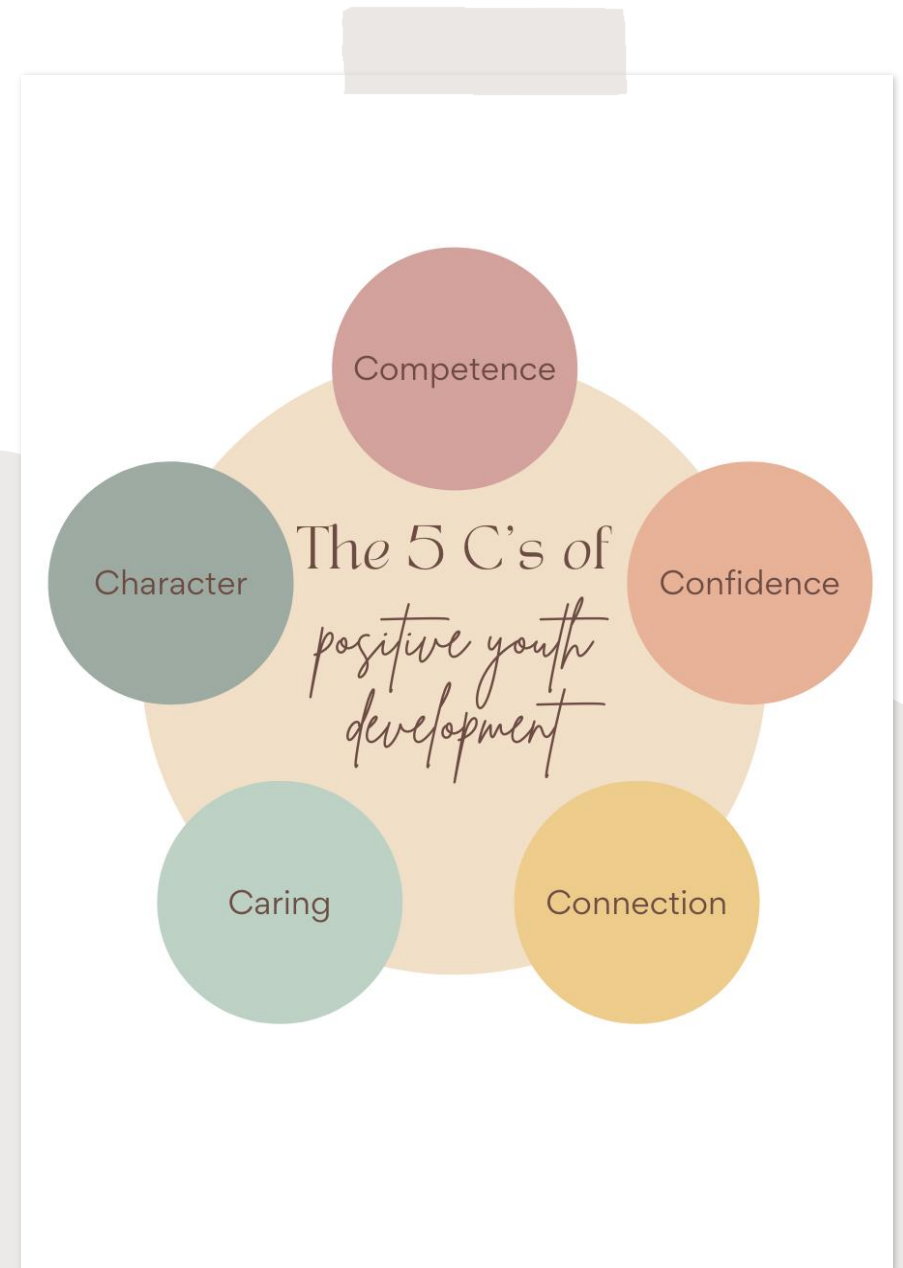 Competence
Character
The 5 C's of
Confidence
positive youth
development
Caring
Connection